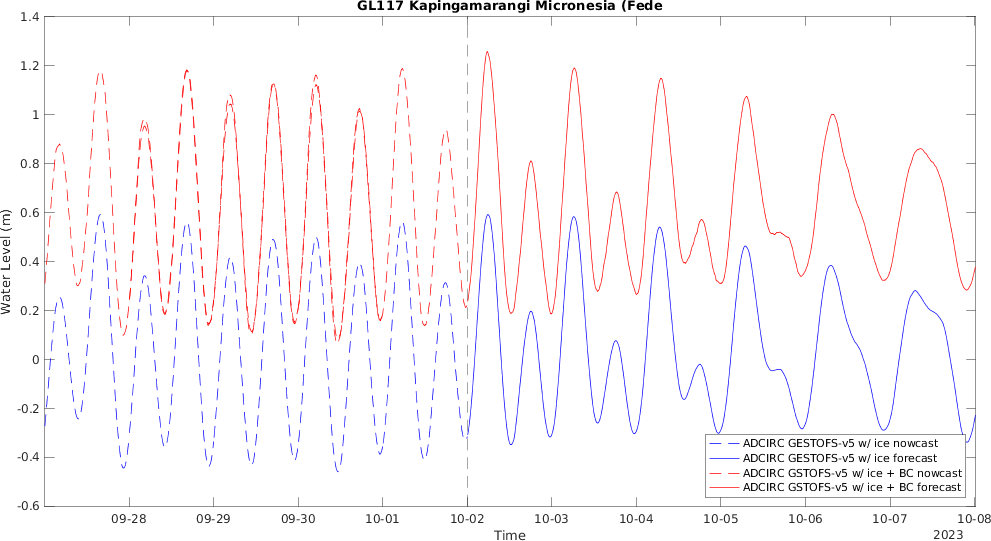 GL117 Kapingamarangi Micronesia (Fede
1.4
1.2
1
0.8
0.6
0.4
0.2
0
-0.2
-0.4
-0.6
Water Level (m)
09-28 09-29 09-30 10-01 10-02 10-03 10-04 10-05 10-06 10-07 10-08
Time
2023
ADCIRC GESTOFS-v5 w/ ice nowcast
ADCIRC GESTOFS-v5 w/ ice forecast
ADCIRC GSTOFS-v5 w/ ice + BC nowcast
ADCIRC GSTOFS-v5 w/ ice + BC forecast